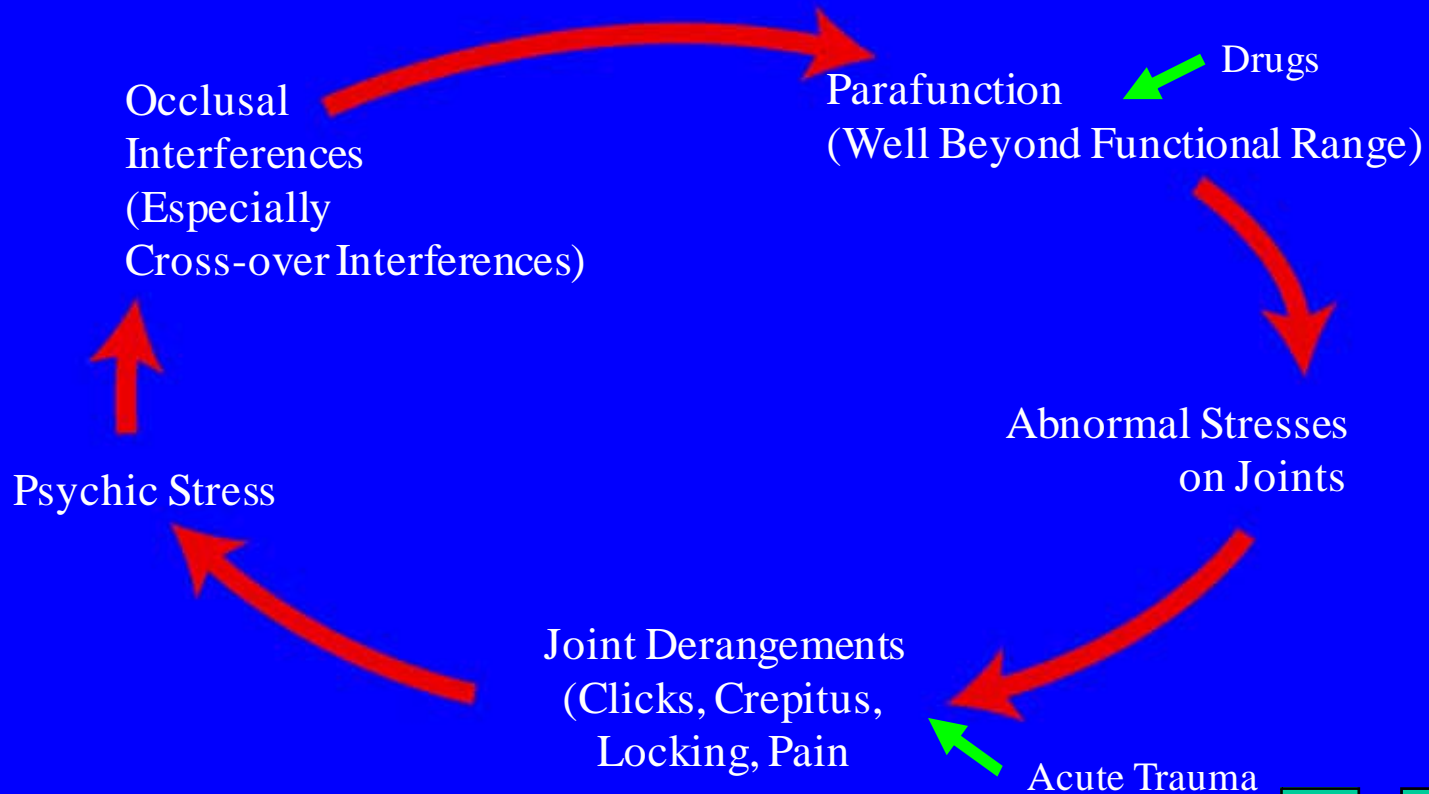 Occlusal
Interferences
(Especially
Cross-over Interferences)
Parafunction
(Well Beyond Functional Range)
Drugs
Abnormal Stresses
on Joints
Joint Derangements
(Clicks, Crepitus,
Locking, Pain
Acute Trauma
Psychic Stress